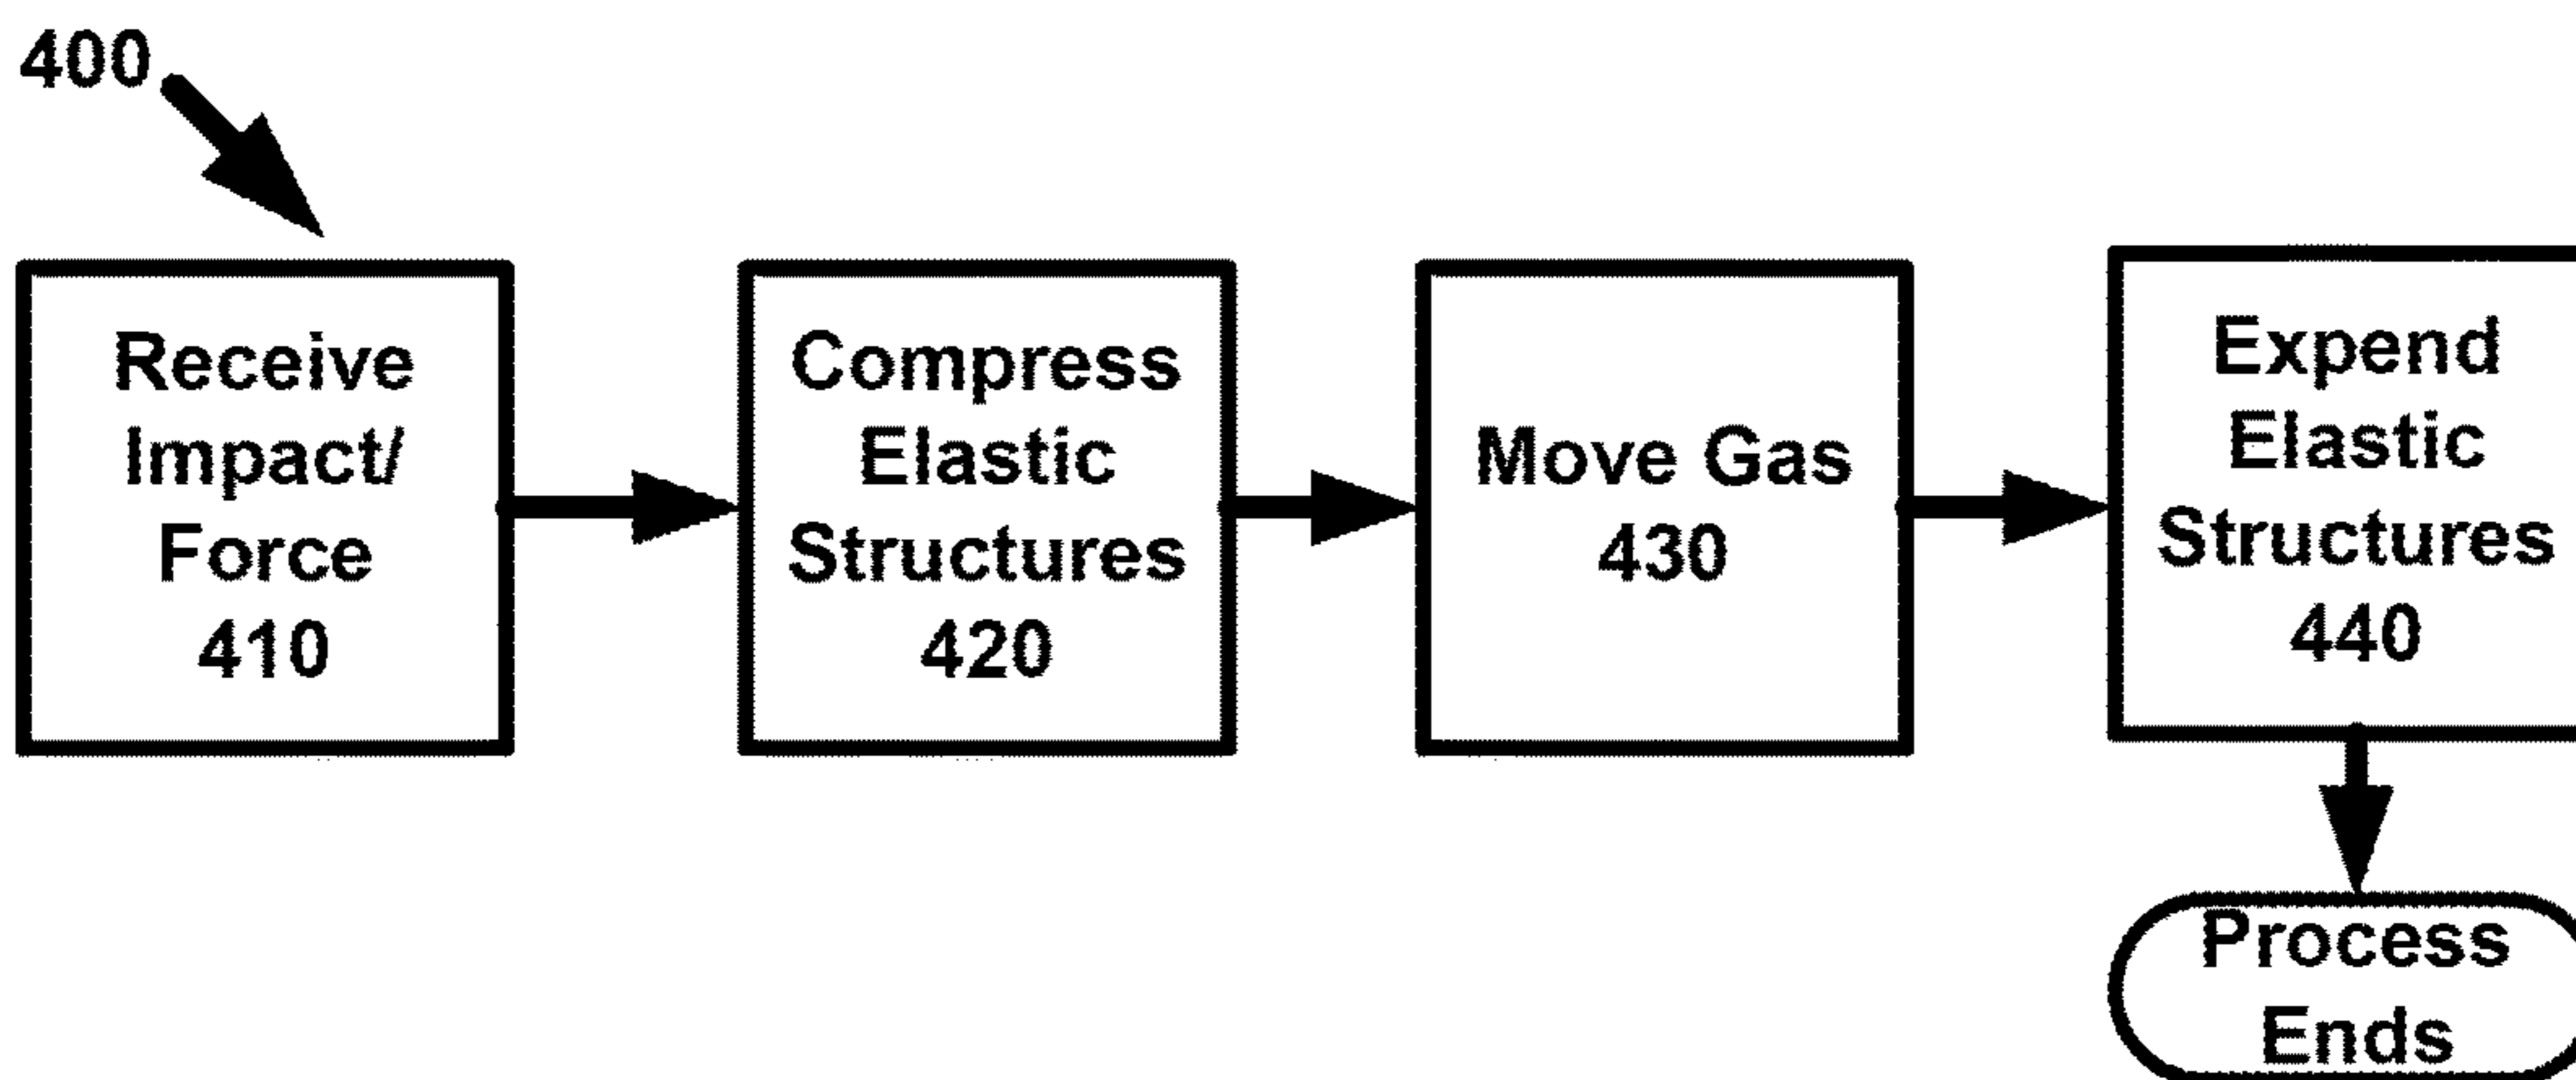 400
Receive
Impact/
Force
410
Compress
Elastic
Structures
420
Move Gas
430
Expend
Elastic
Structures
440
Process
Ends